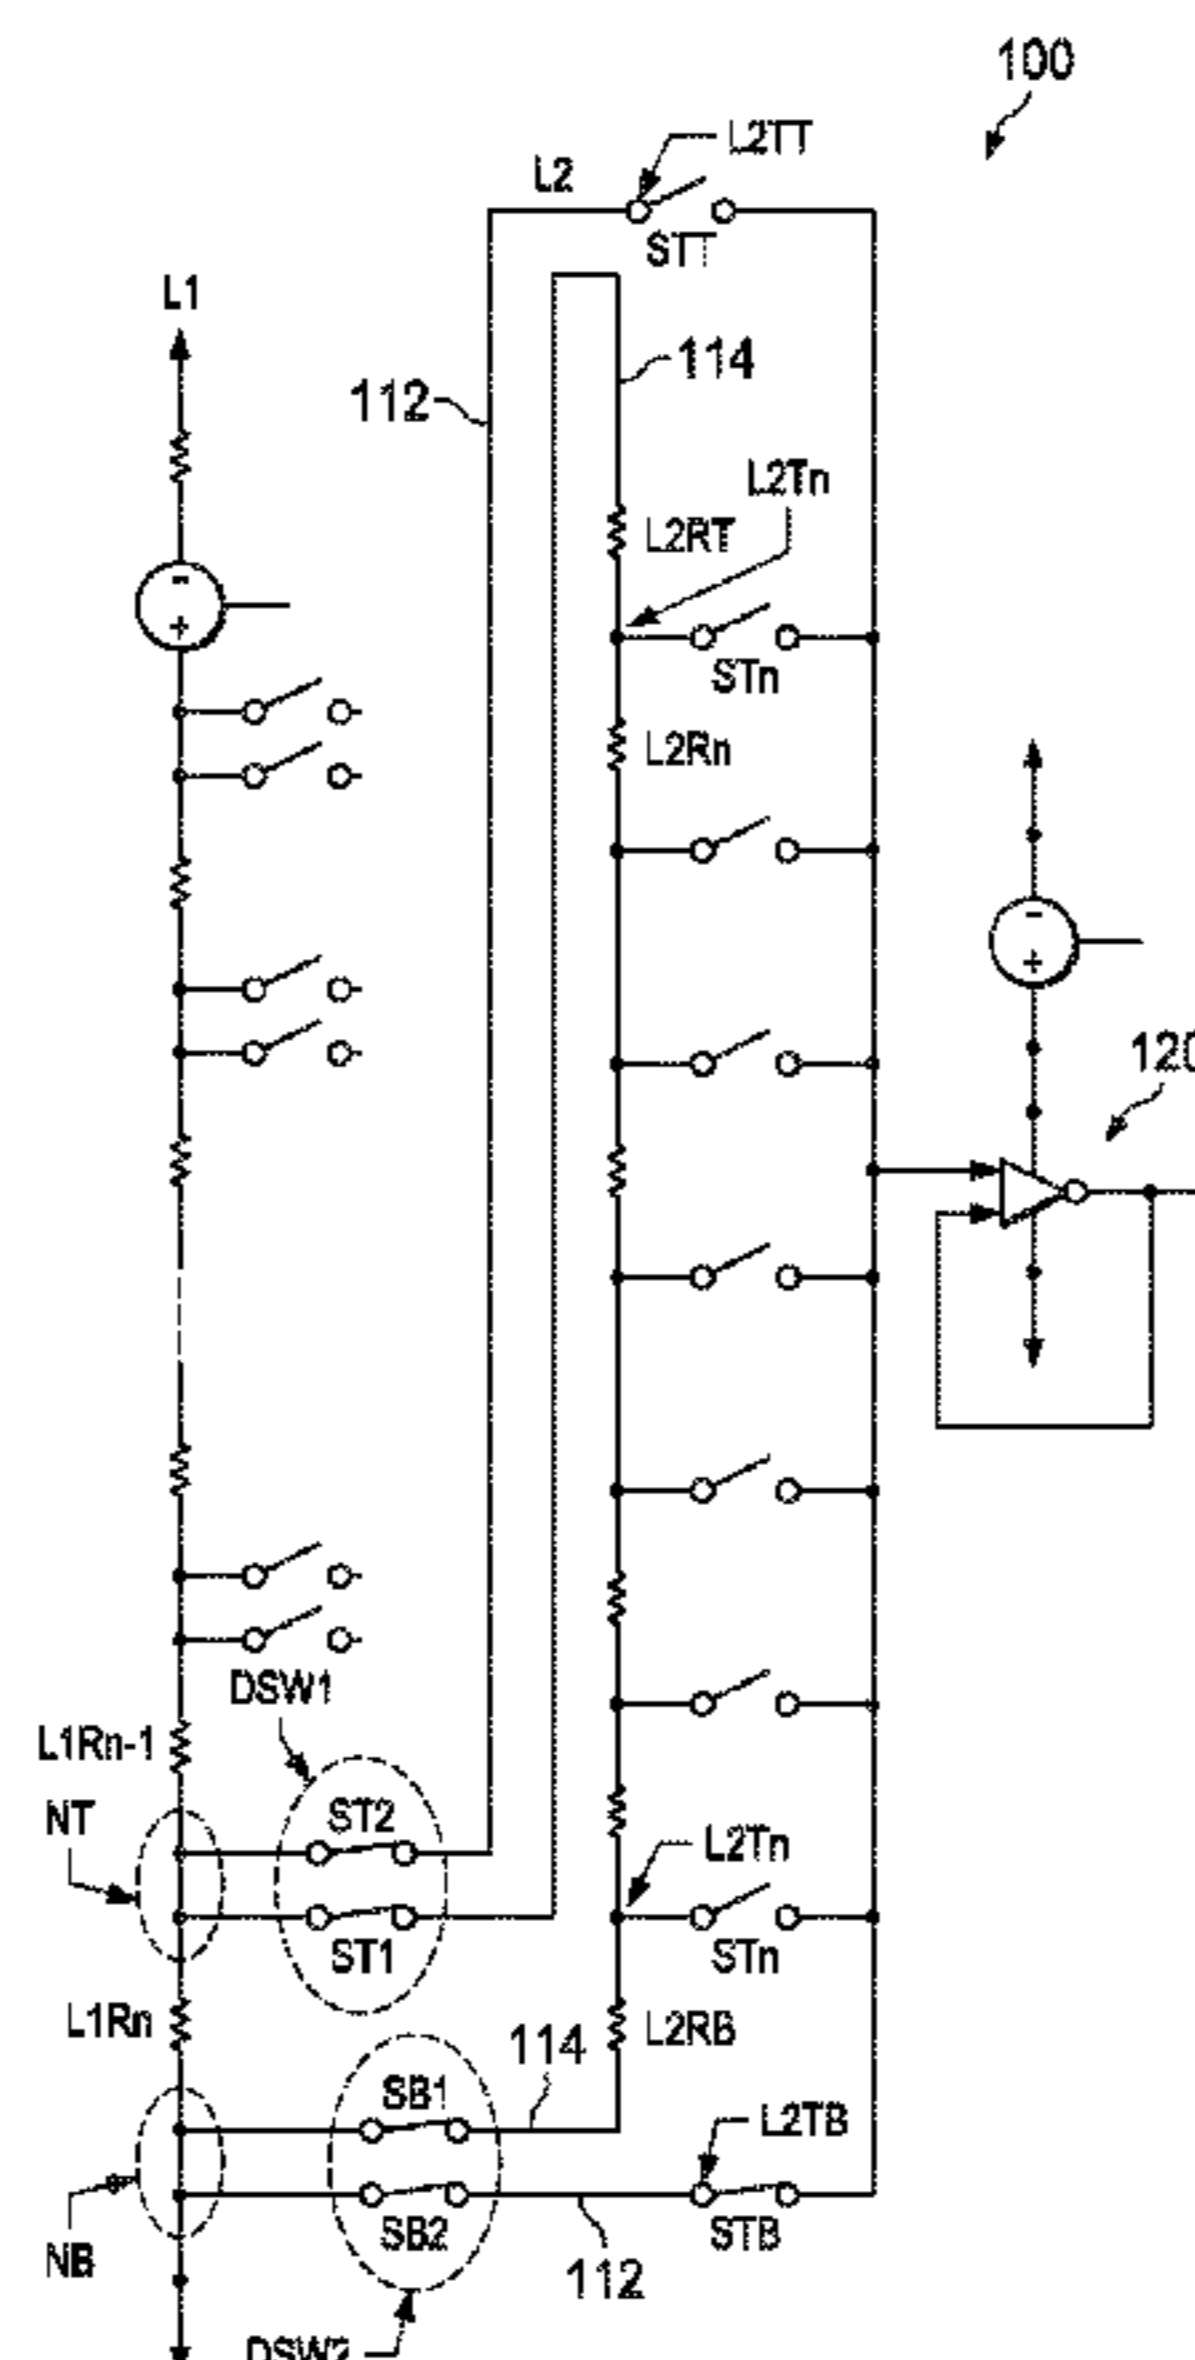 100
L2TT
L2
STT
L1
114
112
L2Tn
L2RT
STn
L2Rn
120
DSW1
L1Rn-1
NT
ST2
L2Tn
ST1
STn
L1Rn
L2RB
114
SB1
L2TB
SB2
STB
NB
112
DSW2